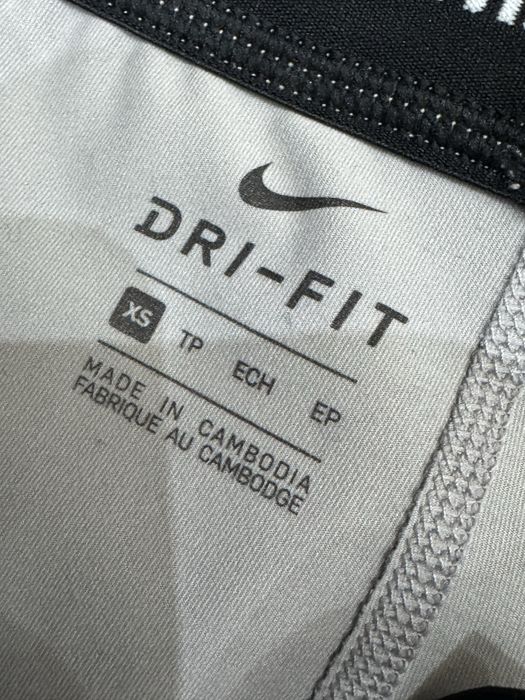 DRI-FIT
XS TP ECH EP
MADE IN CAMBODIA
FABRIQUE AU CAMBODGE